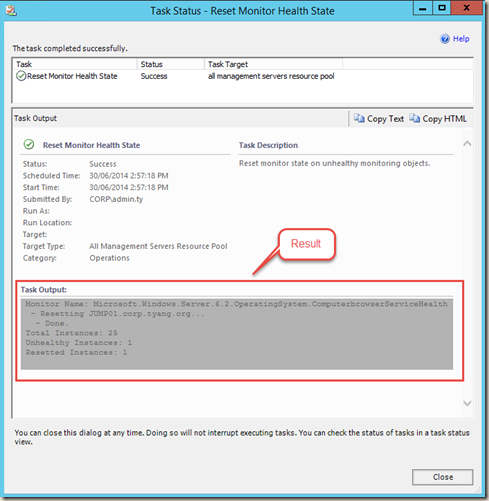 Task Status - Reset Monitor Health State
Help
The task completed successfully.
Task Status Task Target
Reset Monitor Health State Success all management servers resource pool
Task Output Copy Text Copy HTML
Reset Monitor Health State
Task Description
Status: Success
Reset monitor state on unhealthy monitoring objects.
Scheduled Time: 30/06/2014 2:57:18 PM
Start Time: 30/06/2014 2:57:18 PM
Submitted By: CORP\admin.ty
Run As:
Run Location:
Target:
Target Type: All Management Servers Resource Pool
Category: Operations
Result
Task Output:
Monitor Name: Microsoft.Windows.Server.6.2.OperatingSystem.ComputerbrowserServiceHealth
- Resetting JUMP01.corp.tyang.org...
- Done.
Total Instances: 25
Unhealthy Instances: 1
Resetted Instances: 1
You can close this dialog at any time. Doing so will not interrupt executing tasks. You can check the status of tasks in a task status
view.
Close